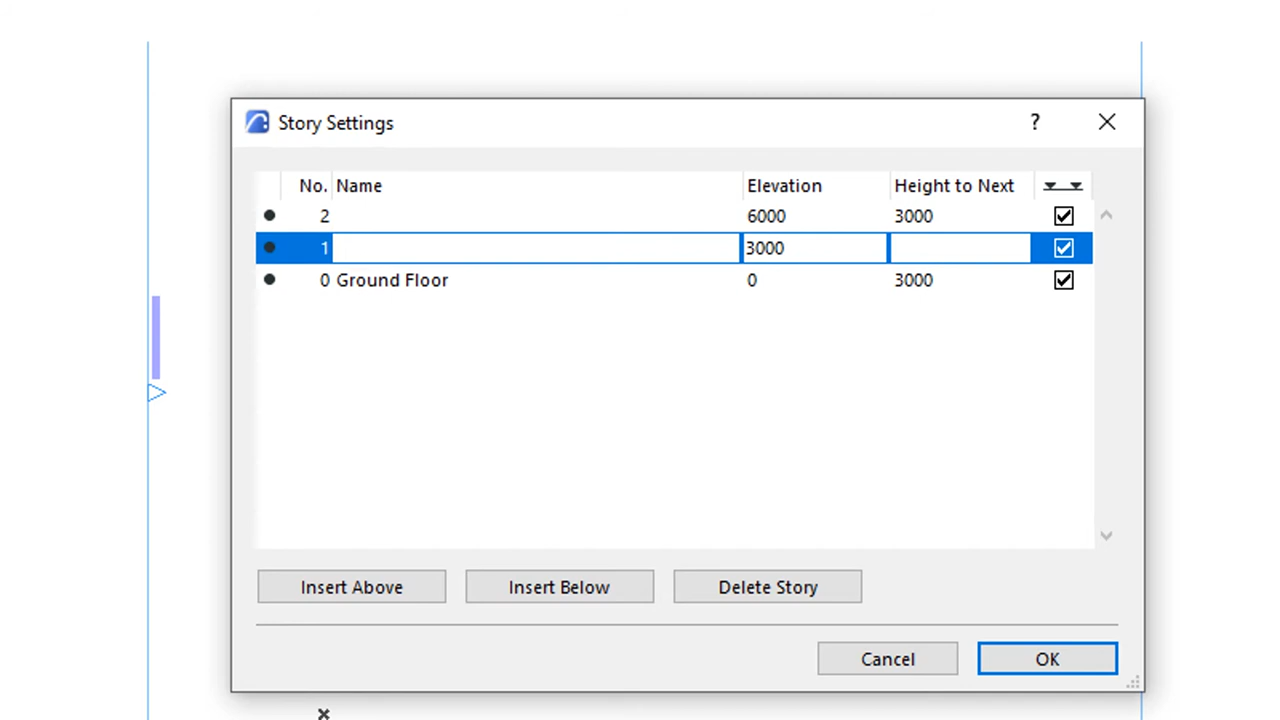 Story Settings ?
No. Name Elevation Height to Next
2 6000 3000
1 3000
0 Ground Floor 0 3000
Insert Above Insert Below Delete Story
Cancel OK